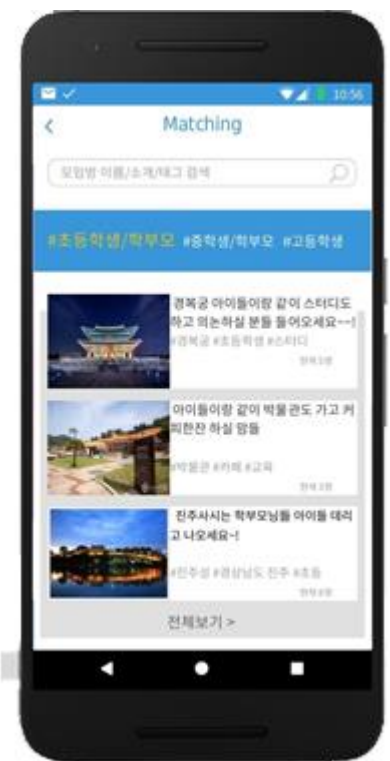 10:56
Matching
모임방 이름/소개/태그 검색
#초등학생/학부모 #중학생/학부모 #고등학생
경복궁 아이들이랑 같이 스터디도
하고 의논하실 분들 들어오세요~~!
#경복궁 #초등학생 #스터디
아이들이랑 같이 박물관도 가고 커
피한잔 하실 맘들
#박물관 #카페 #교육
진주사시는 학부모님들 아이들 데리
고 나오세요~!
#진주성 #경상남도 진주 #초등
전체보기 >